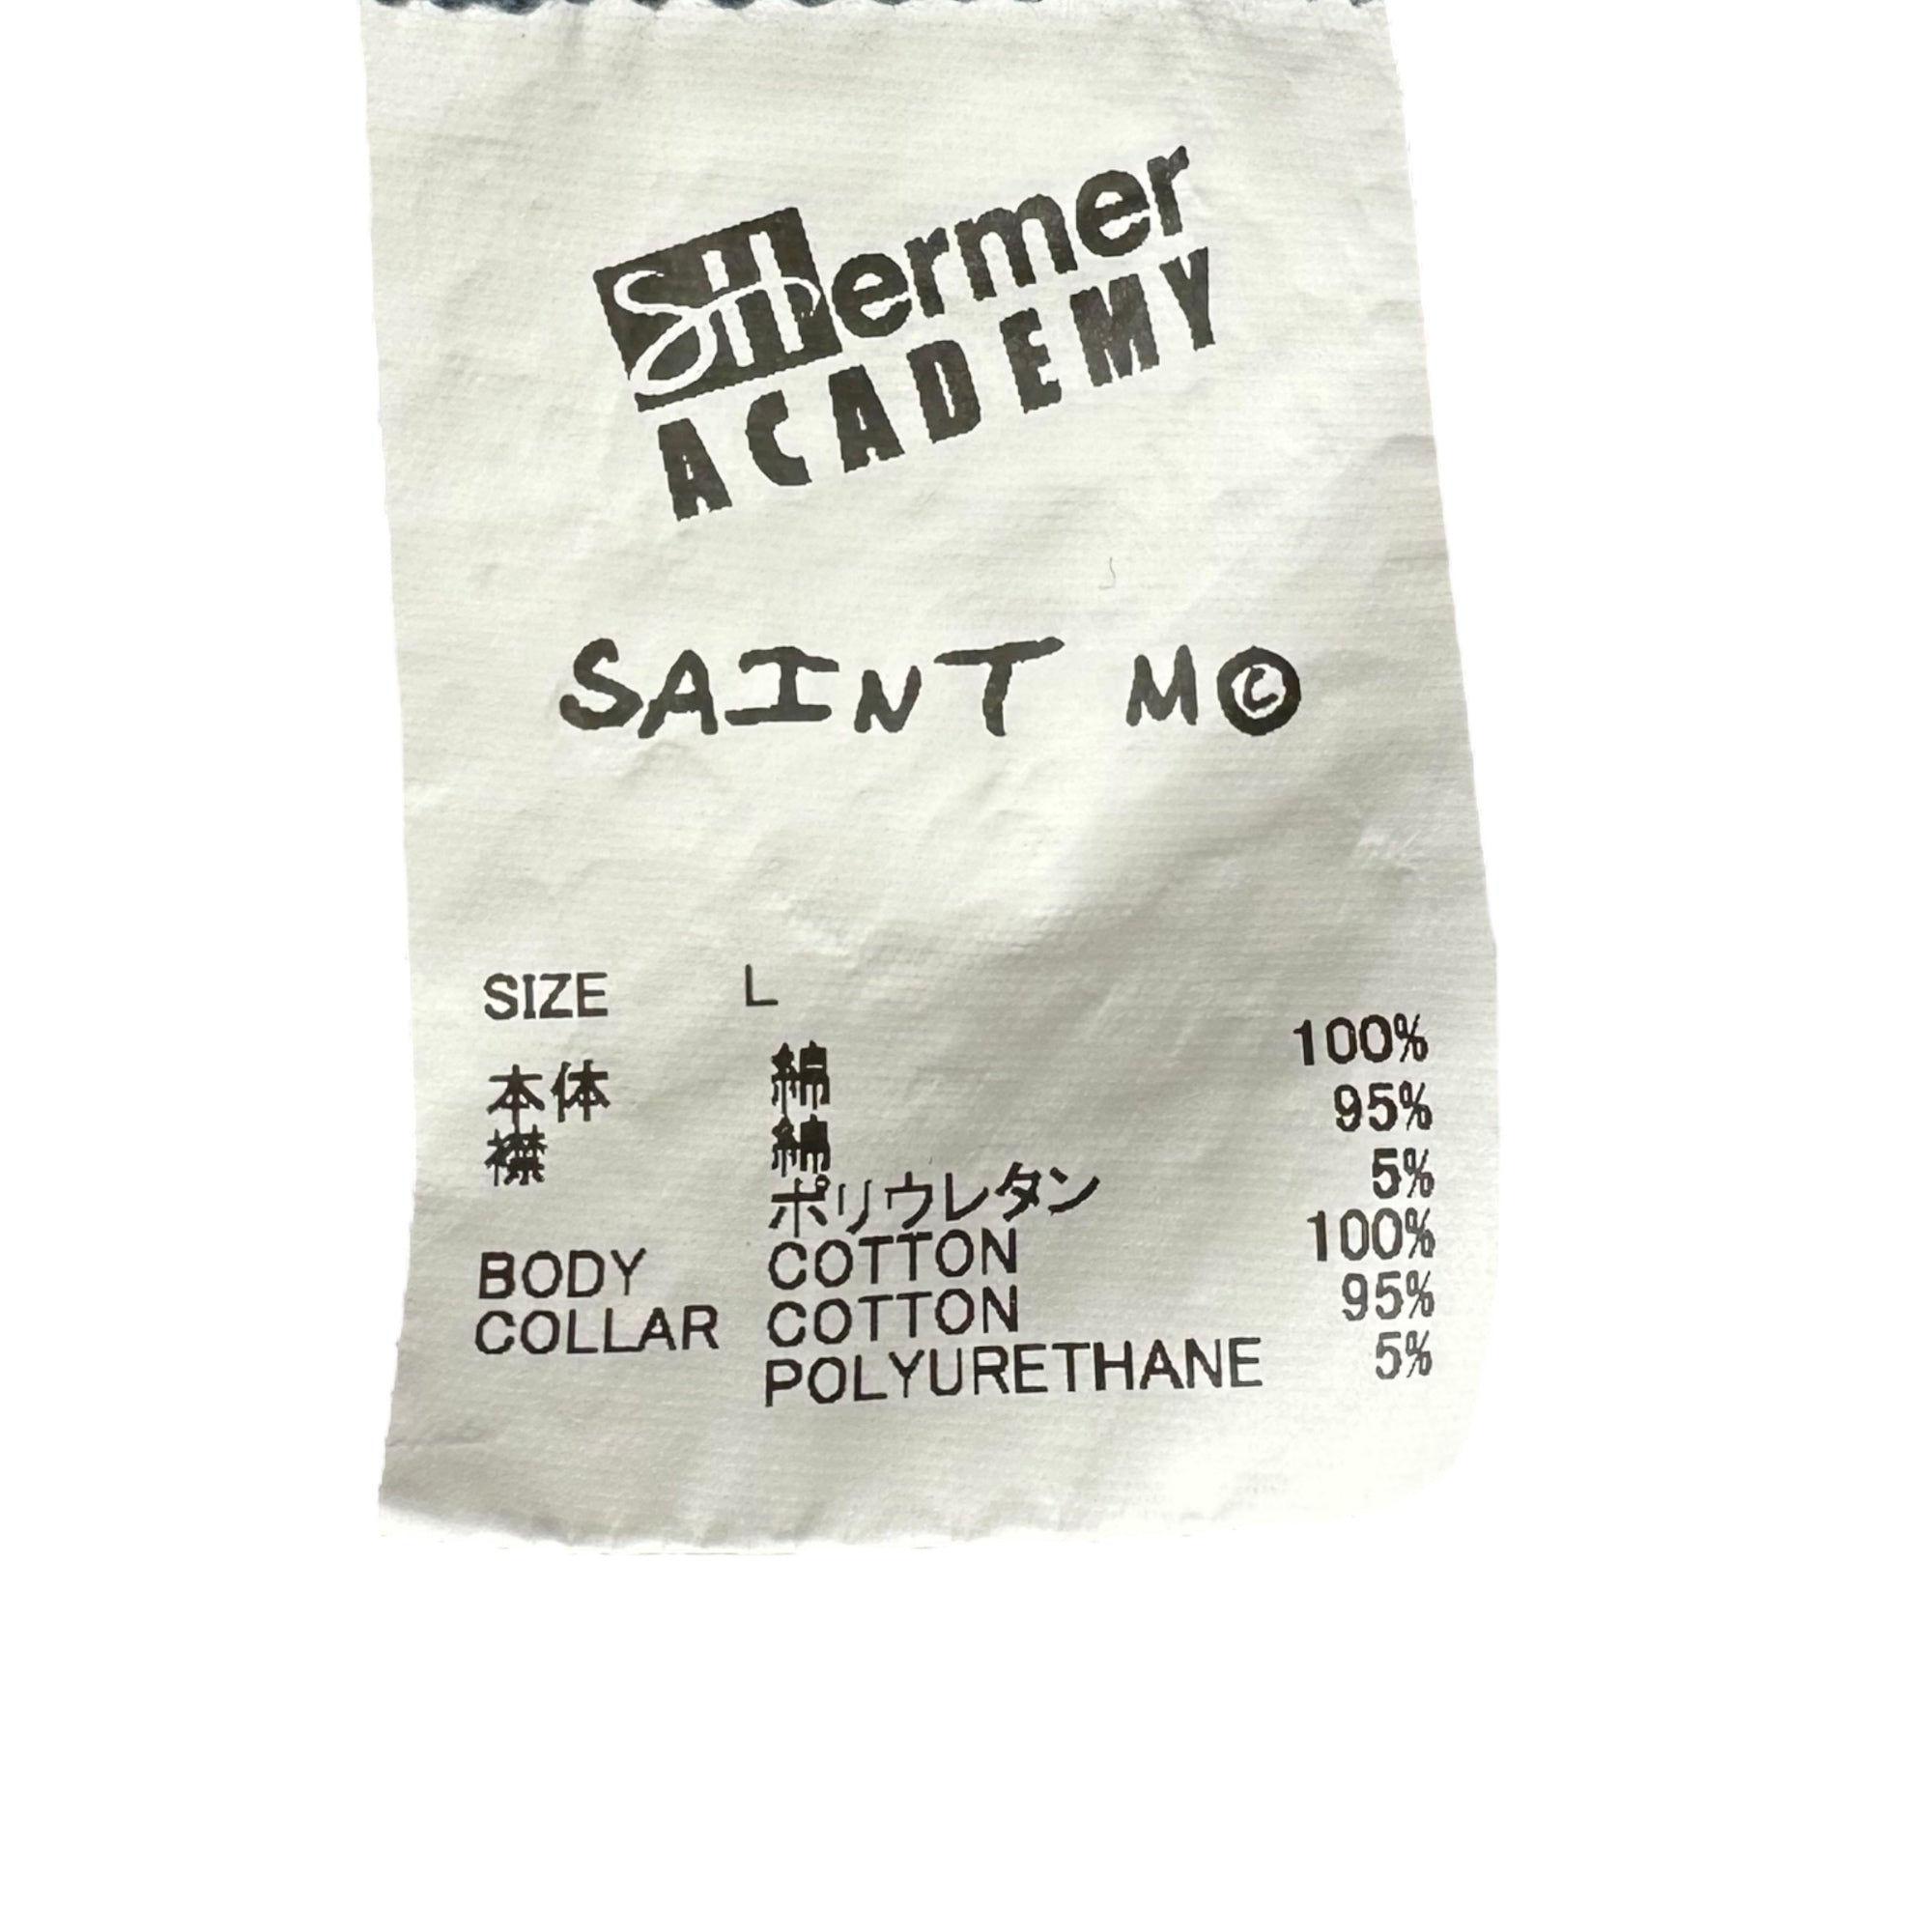 Shermer
ACADEMY
SAINT M©
SIZE L
本体 綿 100%
襟 綿 95%
ポリウレタン 5%
BODY COTTON 100%
COLLAR COTTON 95%
POLYURETHANE 5%